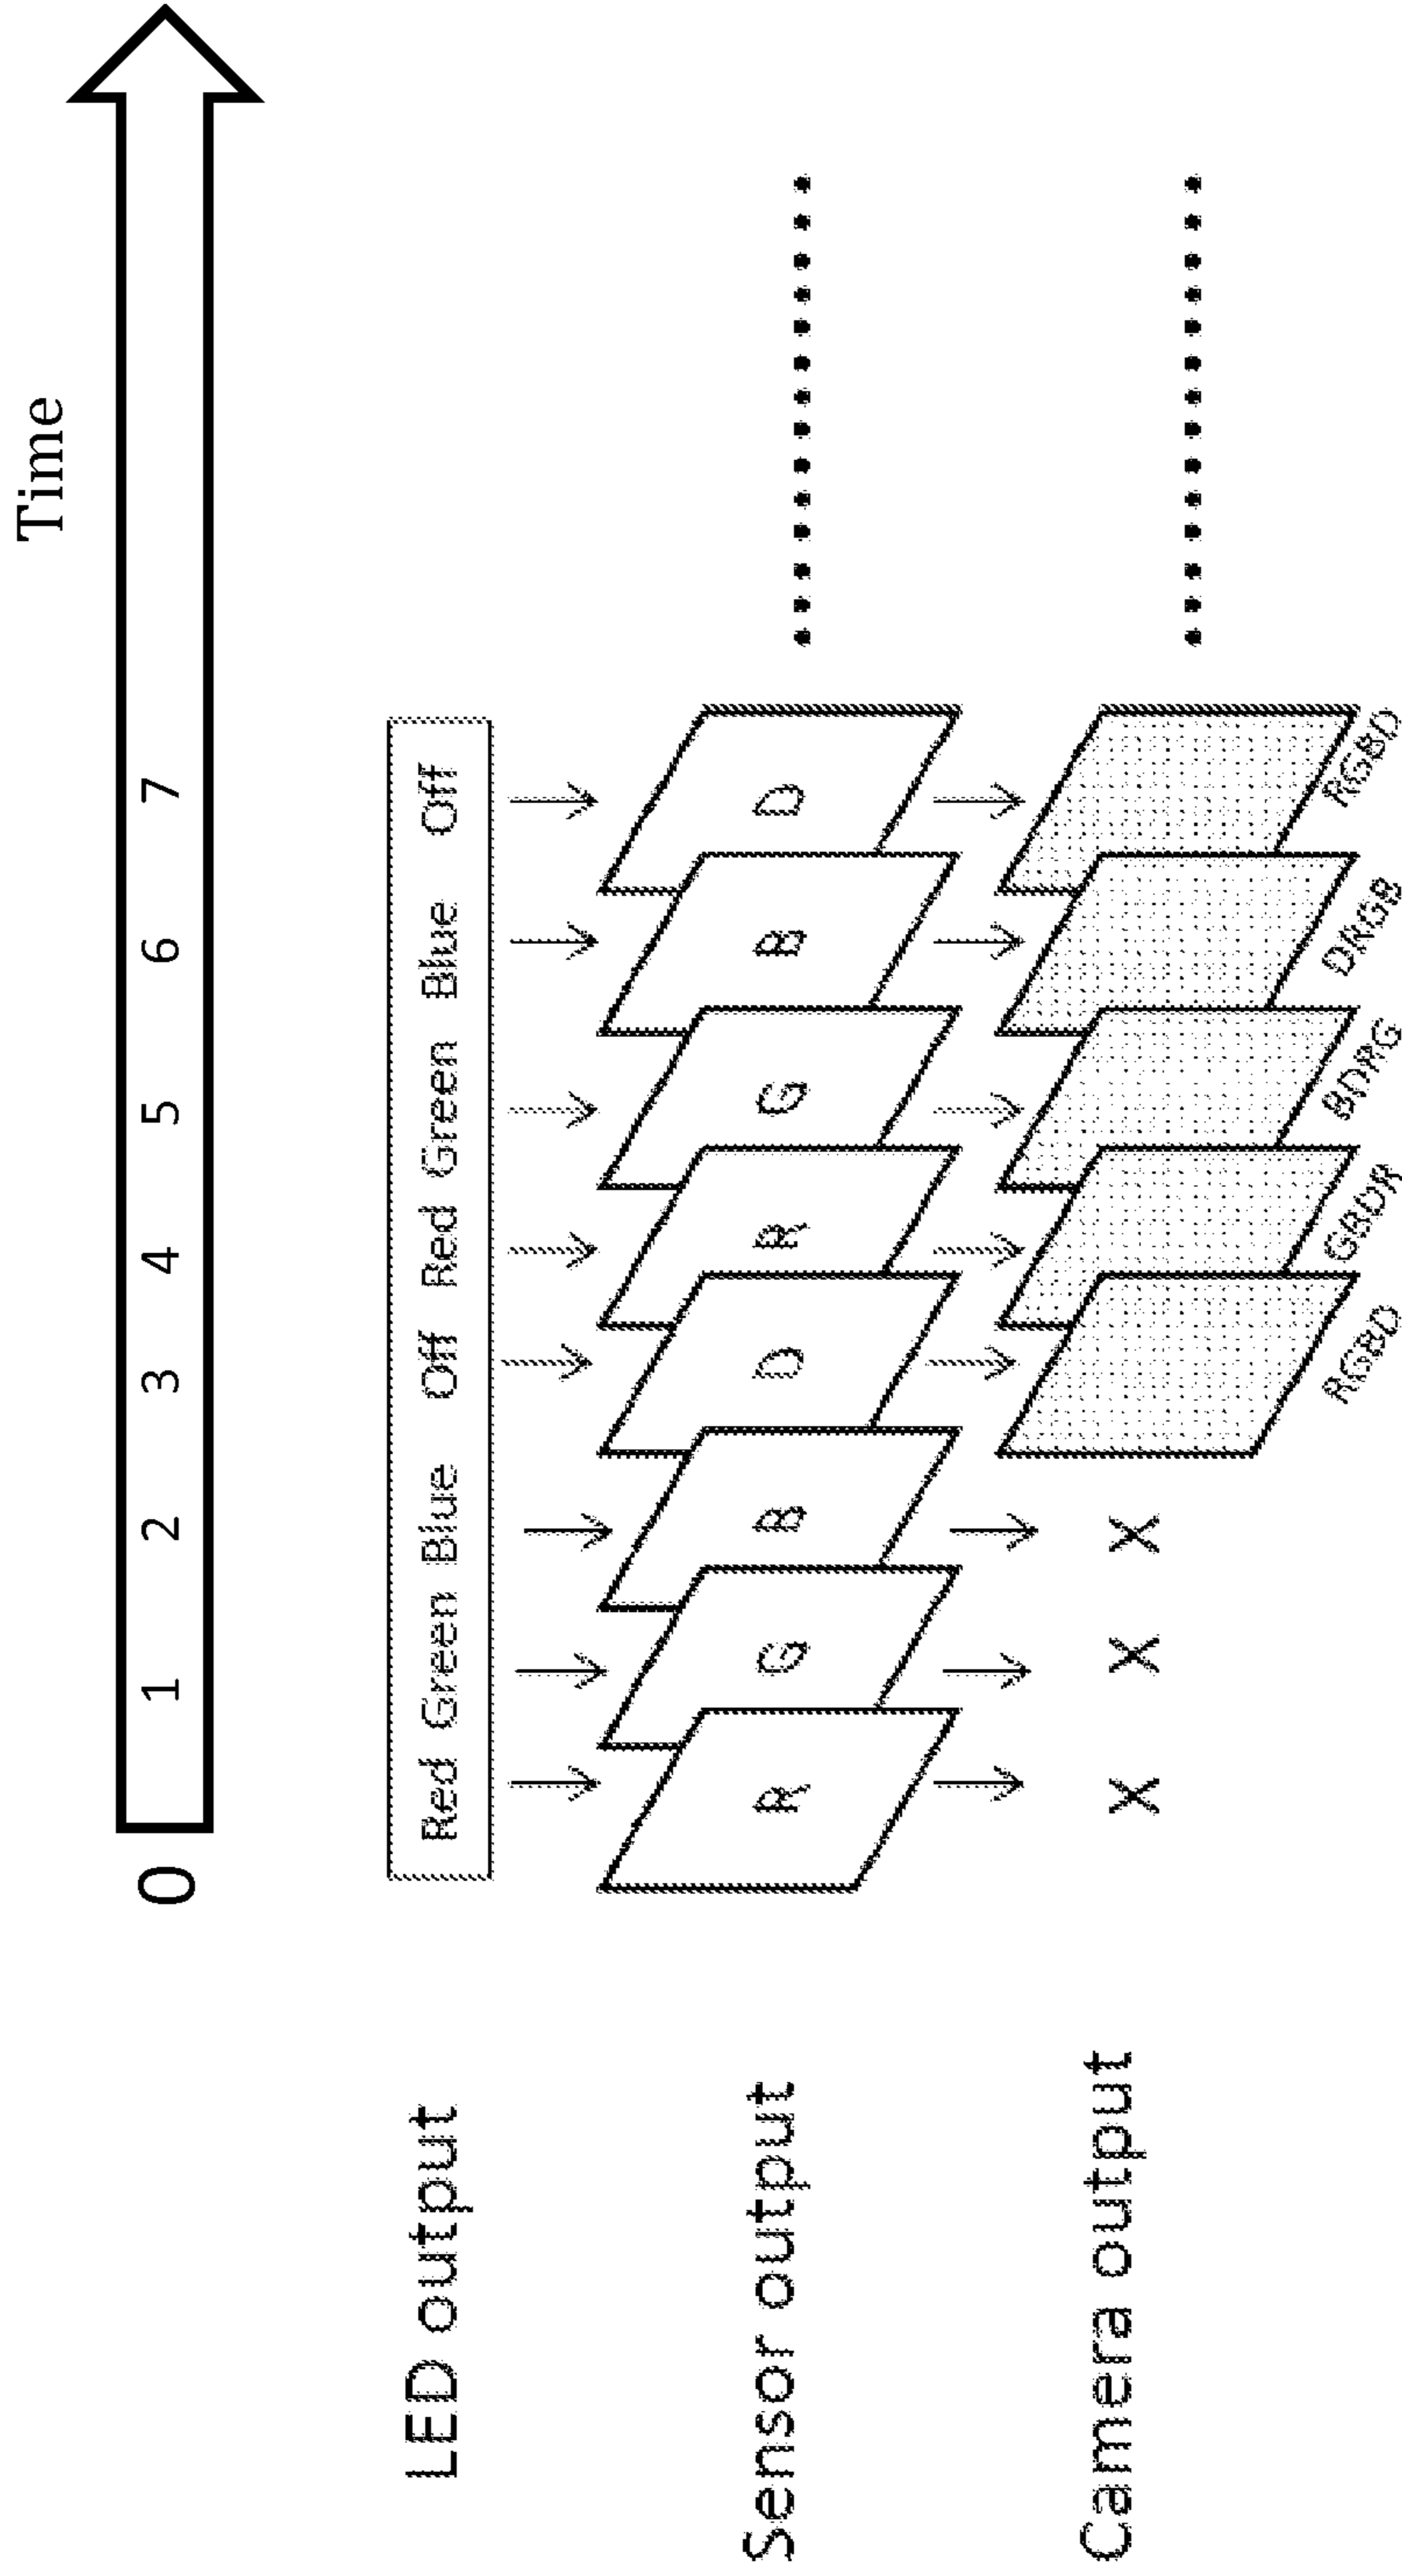 Time
0 1 2 3 4 5 6 7
LED output Red Green Blue Off Red Green Blue Off
Sensor output R G B D R G B D
Camera output X X X
RGBD GBDR BDRG DRGB RGBD